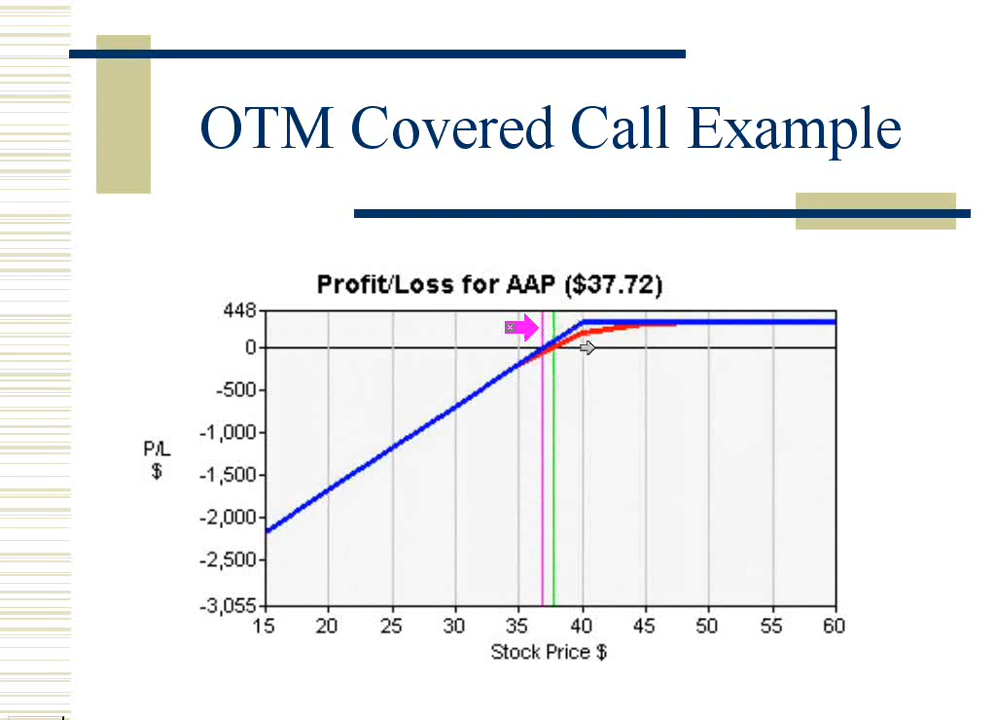 OTM Covered Call Example
Profit/Loss for AAP ($37.72)
448
0
-500
-1,000
P/L
$
-1,500
-2,000
-2,500
-3,055
15 20 25 30 35 40 45 50 55 60
Stock Price $